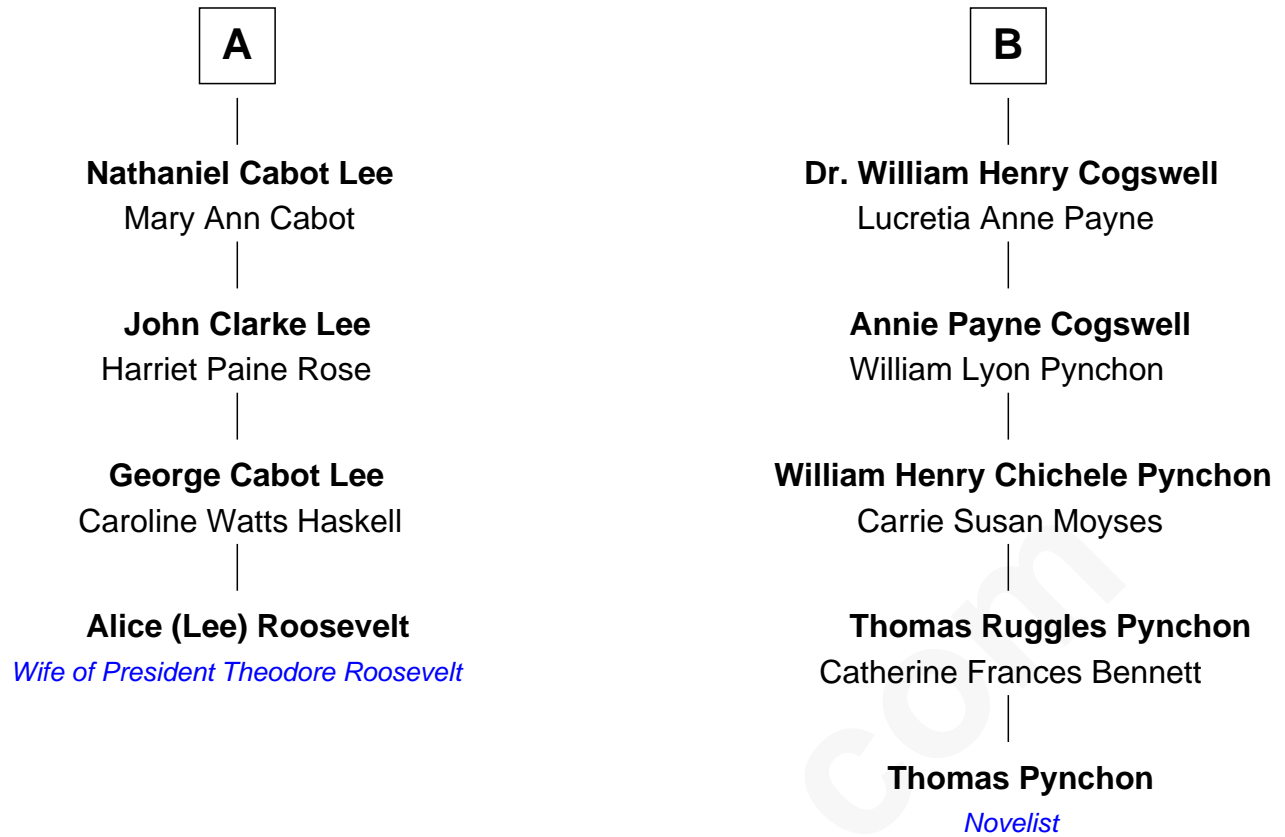 A
Nathaniel Cabot Lee
Mary Ann Cabot
John Clarke Lee
Harriet Paine Rose
George Cabot Lee
Caroline Watts Haskell
Alice (Lee) Roosevelt
Wife of President Theodore Roosevelt
B
Dr. William Henry Cogswell
Lucretia Anne Payne
Annie Payne Cogswell
William Lyon Pynchon
William Henry Chichele Pynchon
Carrie Susan Moyses
Thomas Ruggles Pynchon
Catherine Frances Bennett
Thomas Pynchon
Novelist
com